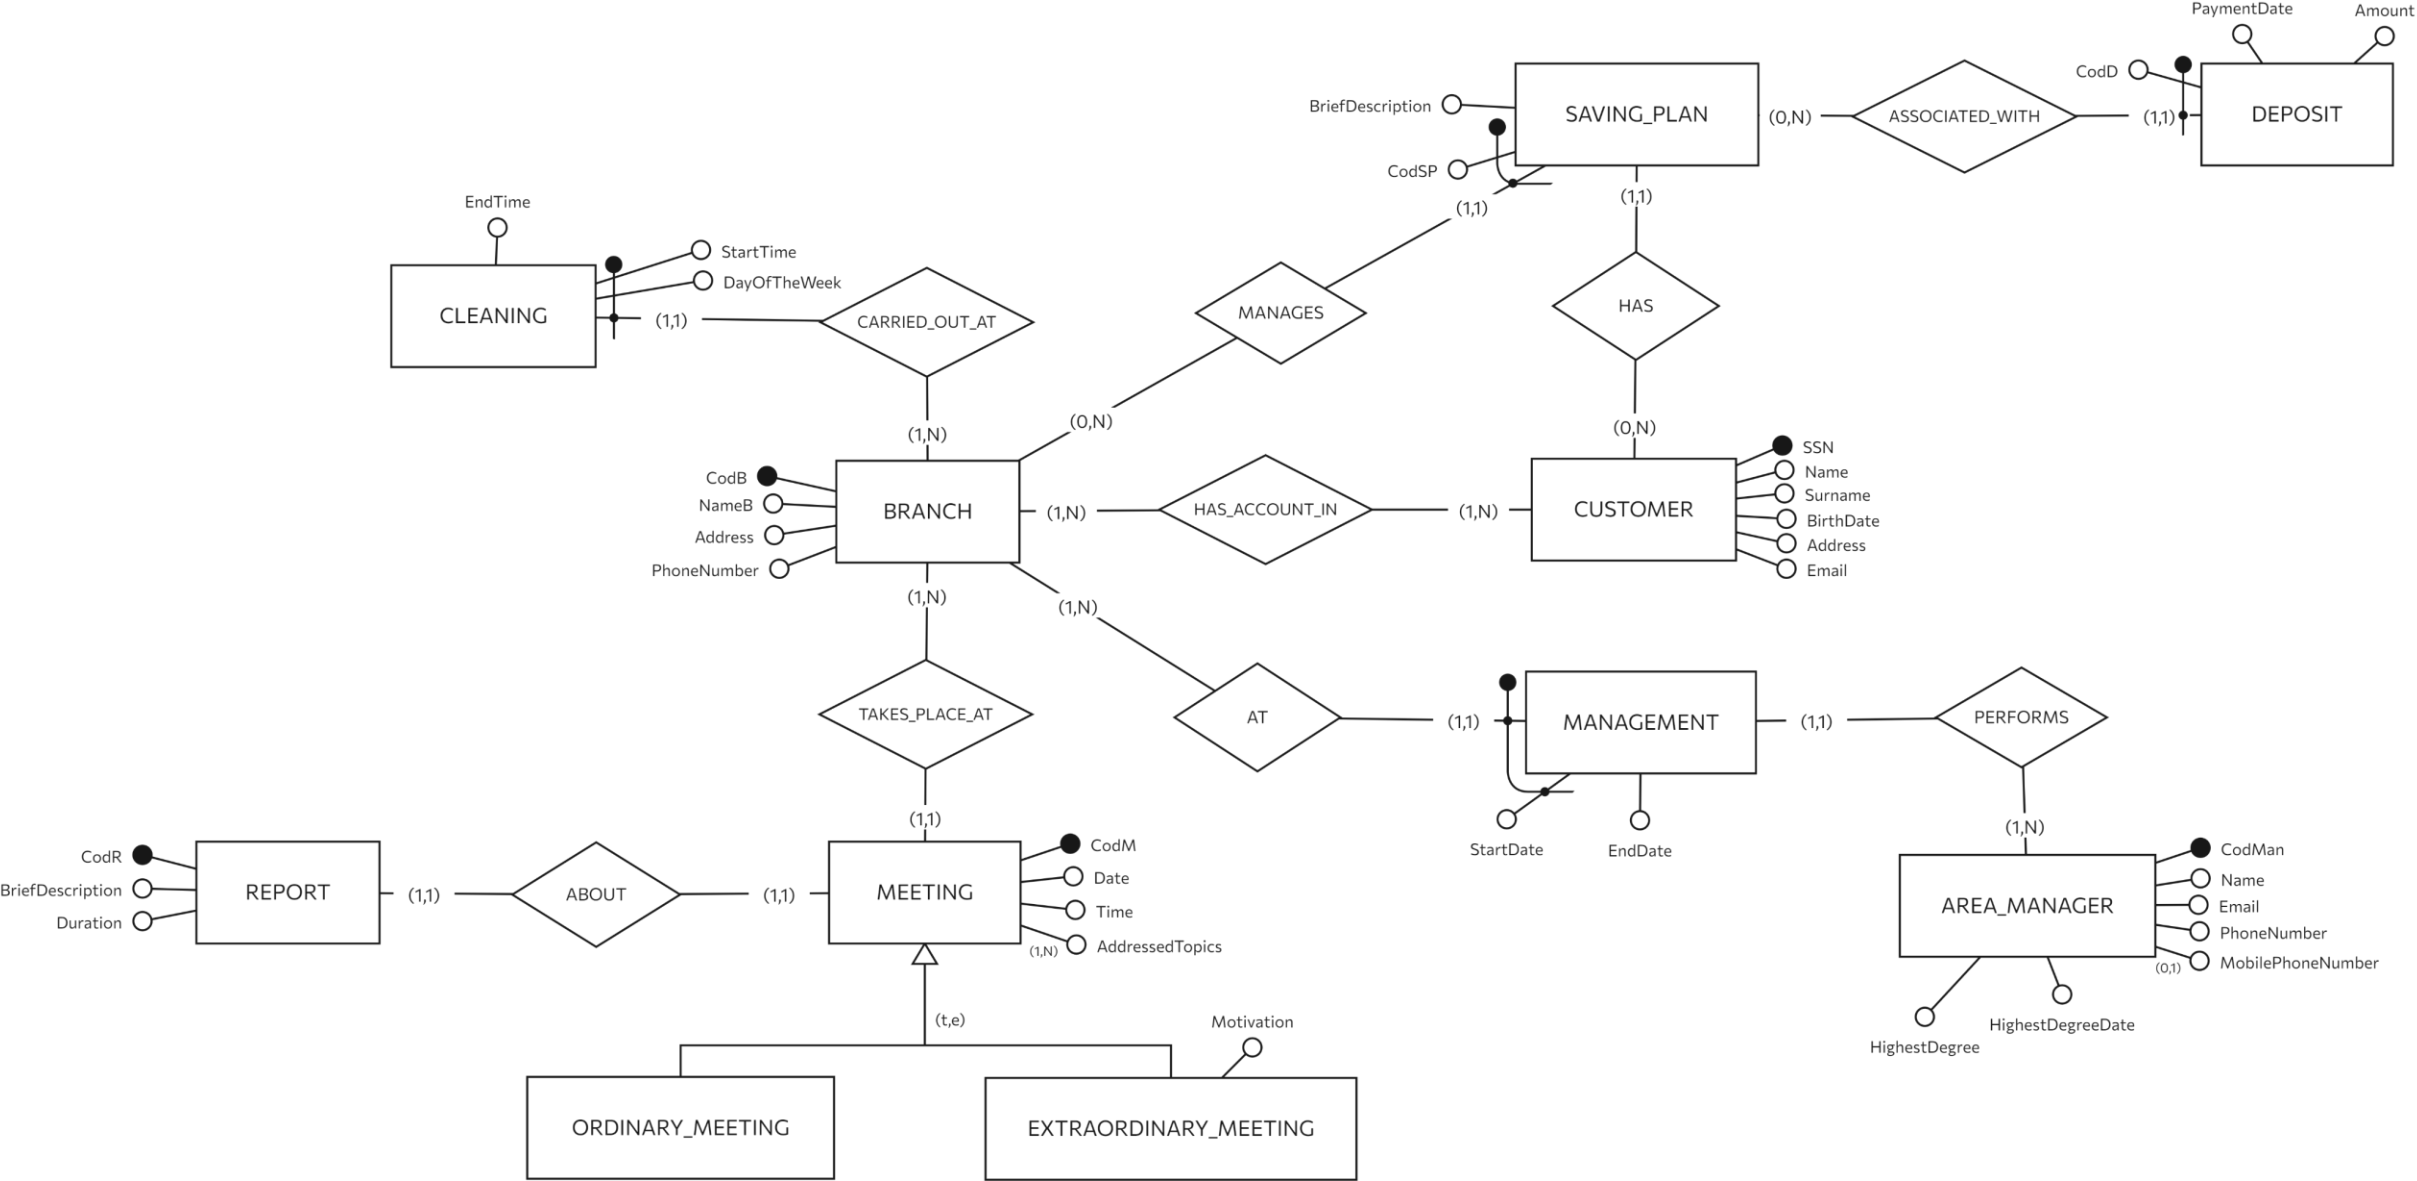 PaymentDate
Amount
CodD
BriefDescription
SAVING_PLAN
(0,N)
ASSOCIATED_WITH
(1,1)
DEPOSIT
CodSP
(1,1)
(1,1)
EndTime
StartTime
DayOfTheWeek
CLEANING
(1,1)
CARRIED_OUT_AT
MANAGES
HAS
(1,N)
(0,N)
(0,N)
CodB
NameB
Address
PhoneNumber
BRANCH
(1,N)
HAS_ACCOUNT_IN
(1,N)
CUSTOMER
SSN
Name
Surname
BirthDate
Address
Email
(1,N)
(1,N)
TAKES_PLACE_AT
AT
(1,1)
MANAGEMENT
(1,1)
PERFORMS
(1,1)
StartDate
EndDate
(1,N)
CodR
BriefDescription
Duration
REPORT
(1,1)
ABOUT
(1,1)
MEETING
CodM
Date
Time
(1,N)
AddressedTopics
AREA_MANAGER
CodMan
Name
Email
PhoneNumber
(0,1)
MobilePhoneNumber
HighestDegreeDate
HighestDegree
(t,e)
Motivation
ORDINARY_MEETING
EXTRAORDINARY_MEETING